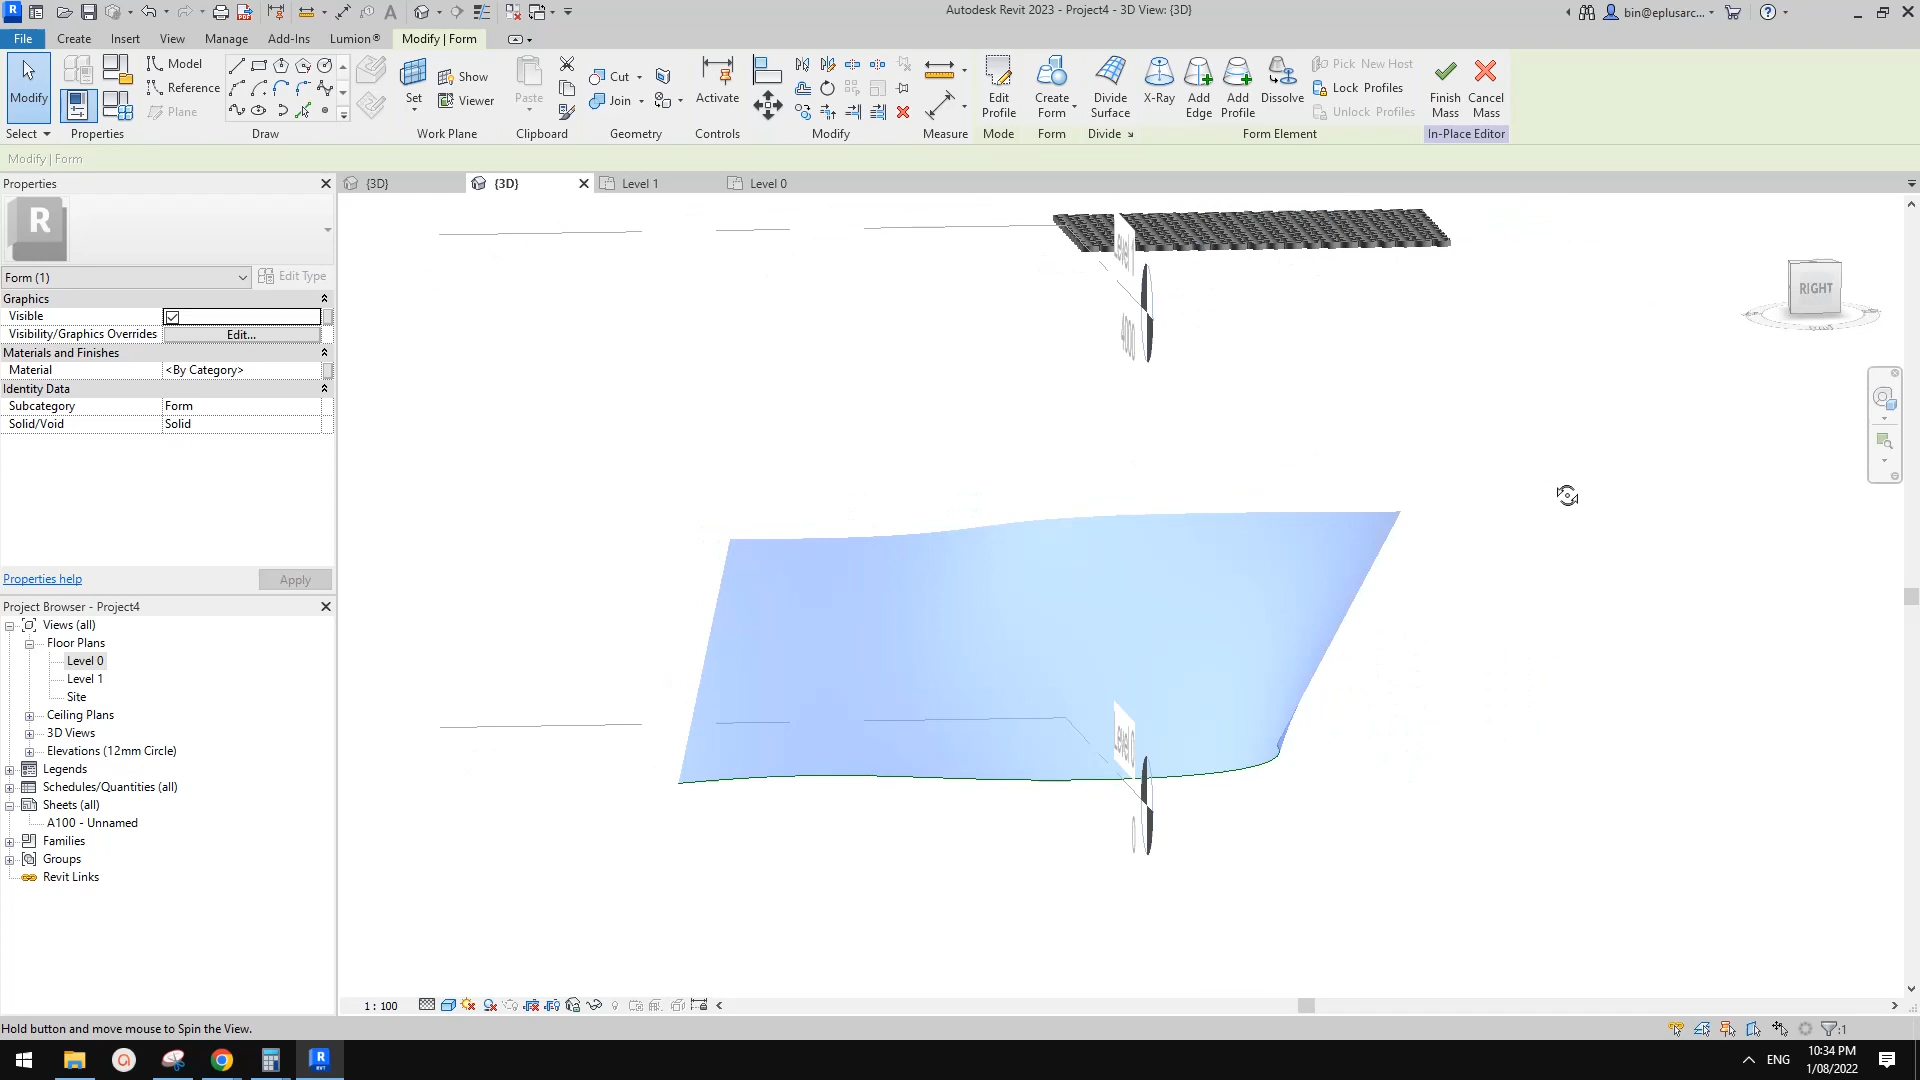 Autodesk Revit 2023 - Project4 - 3D View: {3D}
bin@eplusarc...
File Create Insert View Manage Add-Ins Lumion® Modify | Form
Modify
Model
Reference
Plane
Set
Show
Viewer
Paste
Cut
Join
Activate
Edit Profile
Create Form
Divide Surface
X-Ray
Add Edge
Add Profile
Dissolve
Pick New Host
Lock Profiles
Unlock Profiles
Finish Mass
Cancel Mass
Select Properties Draw Work Plane Clipboard Geometry Controls Modify Measure Mode Form Divide Form Element In-Place Editor
Modify | Form
Properties
{3D} {3D} Level 1 Level 0
R
Form (1) Edit Type
Graphics
Visible
Visibility/Graphics Overrides Edit...
Materials and Finishes
Material <By Category>
Identity Data
Subcategory Form
Solid/Void Solid
Properties help Apply
Project Browser - Project4
Views (all)
Floor Plans
Level 0
Level 1
Site
Ceiling Plans
3D Views
Elevations (12mm Circle)
Legends
Schedules/Quantities (all)
Sheets (all)
A100 - Unnamed
Families
Groups
Revit Links
Level 1
4000
Level 0
0
RIGHT
1 : 100
Hold button and move mouse to Spin the View.
:1
ENG
10:34 PM
1/08/2022